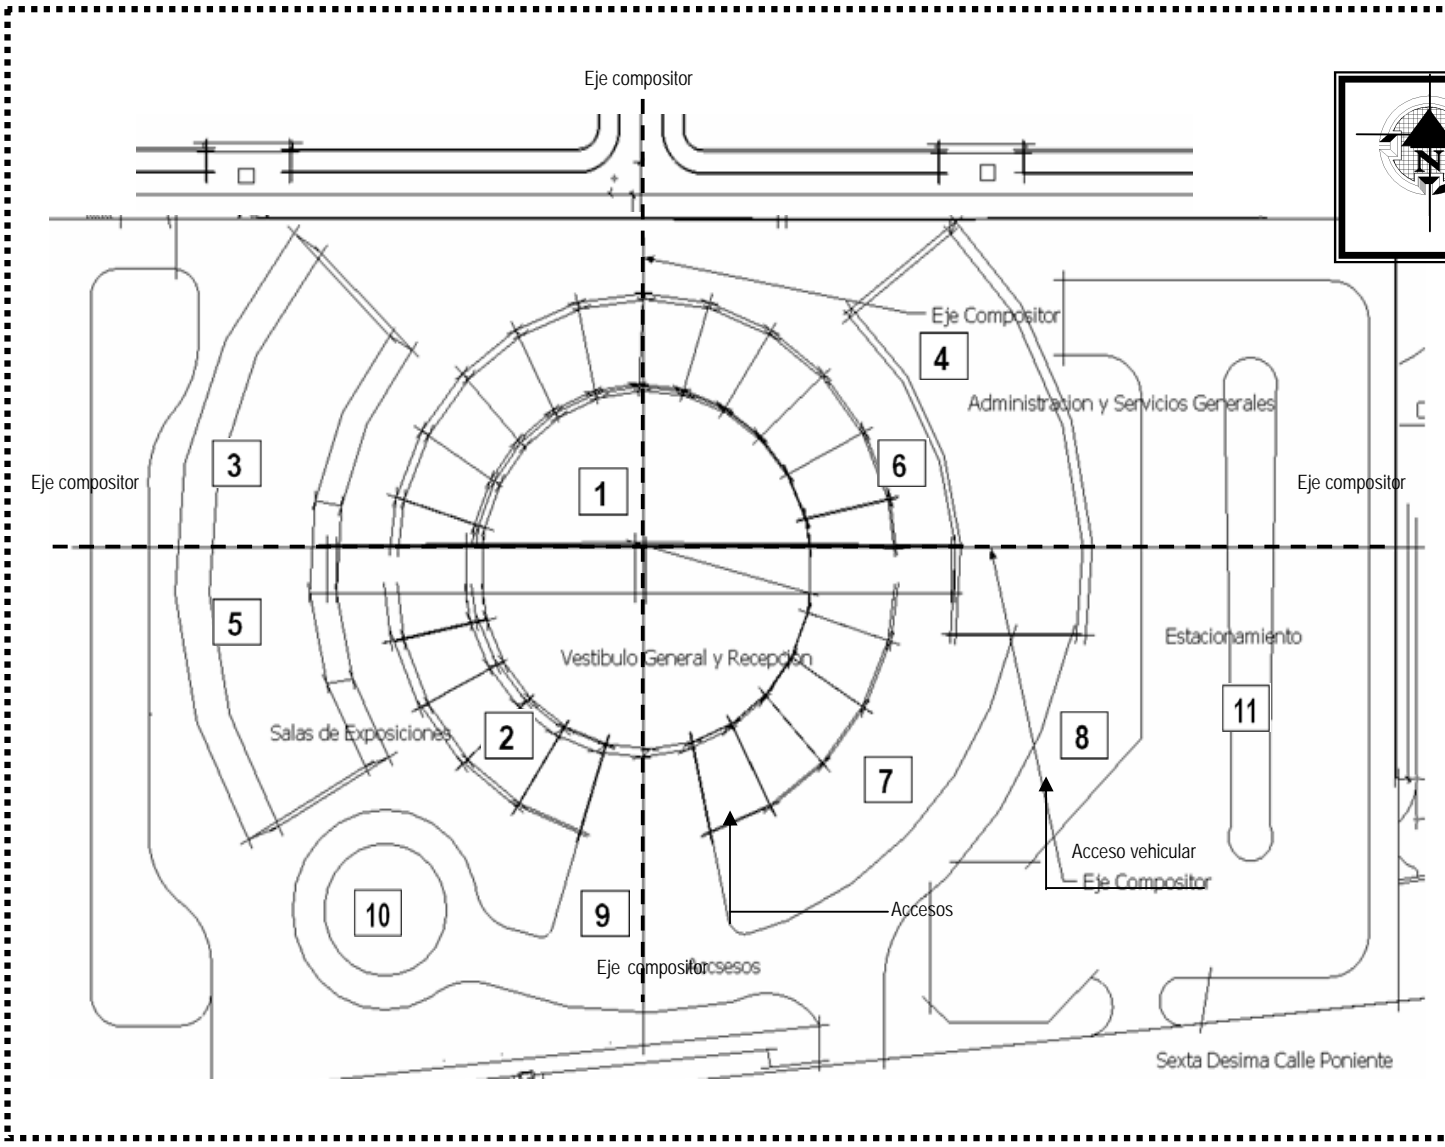 Eje compositor
N
Eje Compositor
4
Administracion y Servicios Generales
3
6
Eje compositor
1
Eje compositor
5
Estacionamiento
Vestibulo General y Recepcion
11
Salas de Exposiciones
2
8
7
Acceso vehicular
Eje Compositor
10
9
Accesos
Eje compositor
Accsesos
Sexta Desima Calle Poniente